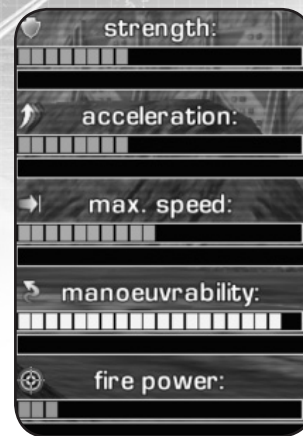 strength:
acceleration:
max. speed:
manoeuvrability:
fire power: